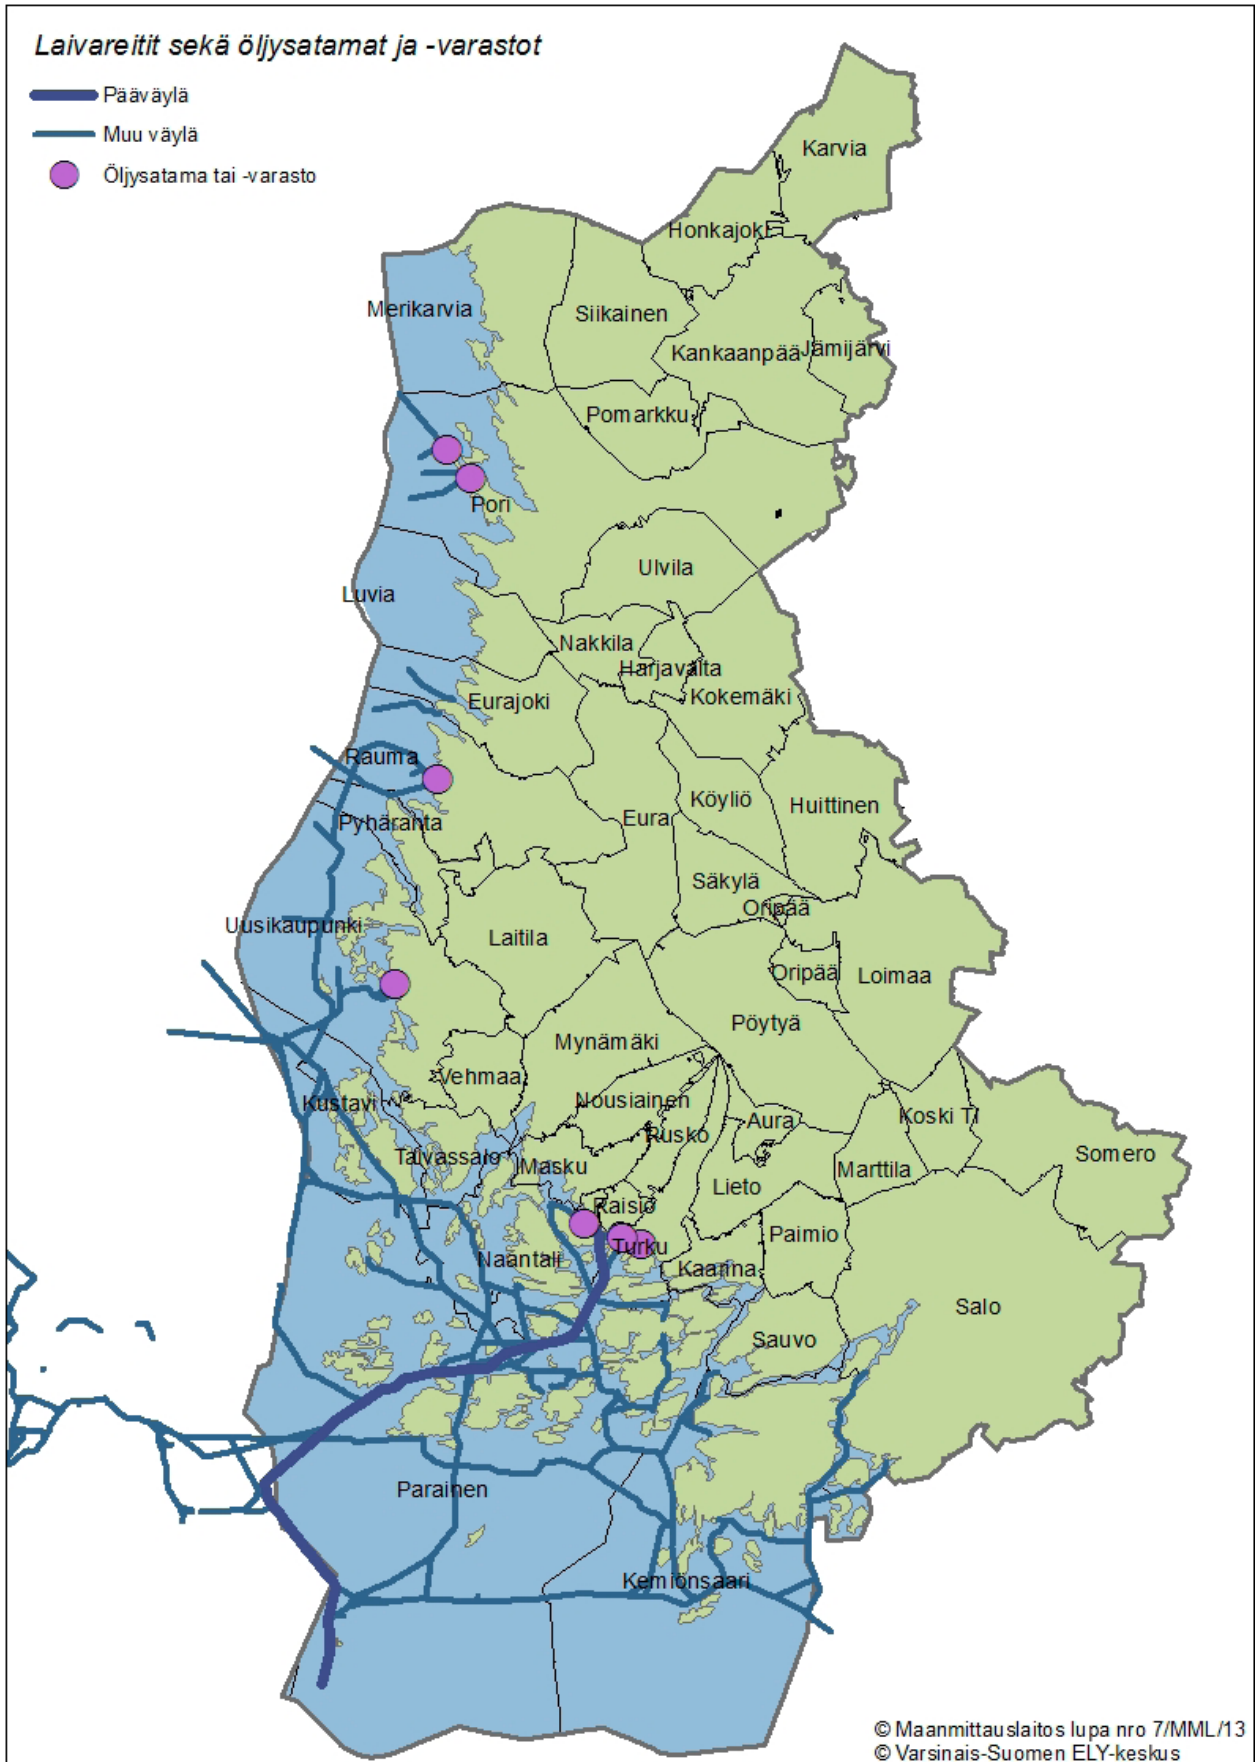 Laivareitit sekä öljysatamat ja -varastot
Pääväylä
Muu väylä
Öljysatama tai -varasto
Karvia
Honkajoki
Merikarvia
Siikainen
Kankaanpää
Jämijärvi
Pomarkku
Pori
Ulvila
Luvia
Nakkila
Harjavalta
Kokemäki
Eurajoki
Rauma
Köyliö
Huittinen
Eura
Pyhäranta
Säkylä
Oripää
Uusikaupunki
Laitila
Oripää
Loimaa
Pöytyä
Mynämäki
Vehmaa
Kustavi
Nousiainen
Rusko
Aura
Koski Tl
Taivassalo
Masku
Somero
Marttila
Lieto
Raisio
Paimio
Turku
Naantali
Kaarina
Salo
Sauvo
Parainen
Kemiönsaari
© Maanmittauslaitos lupa nro 7/MML/13
© Varsinais-Suomen ELY-keskus